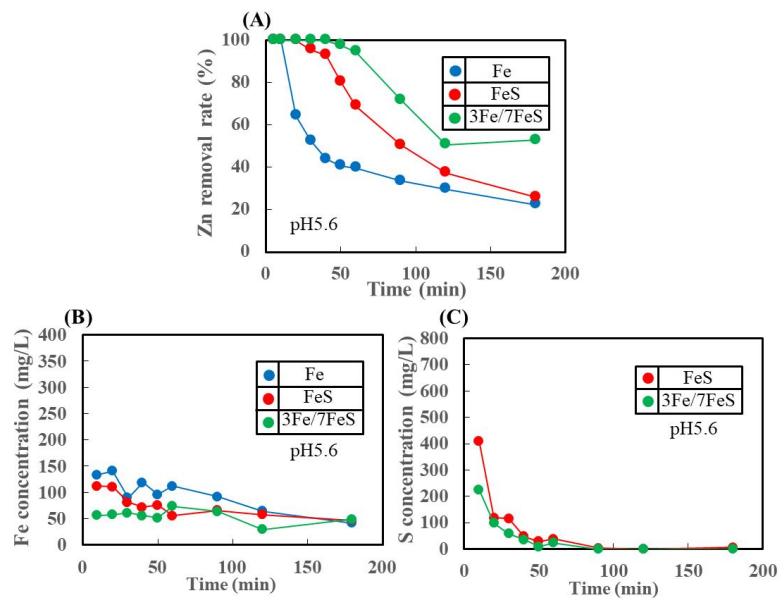 (A)
Zn removal rate (%)
100
80
60
40
20
0
Fe
FeS
3Fe/7FeS
pH5.6
0
50
100
150
200
Time (min)
(B)
Fe concentration (mg/L)
400
350
300
250
200
150
100
50
0
Fe
FeS
3Fe/7FeS
pH5.6
0
50
100
150
200
Time (min)
(C)
S concentration (mg/L)
800
700
600
500
400
300
200
100
0
FeS
3Fe/7FeS
pH5.6
0
50
100
150
200
Time (min)